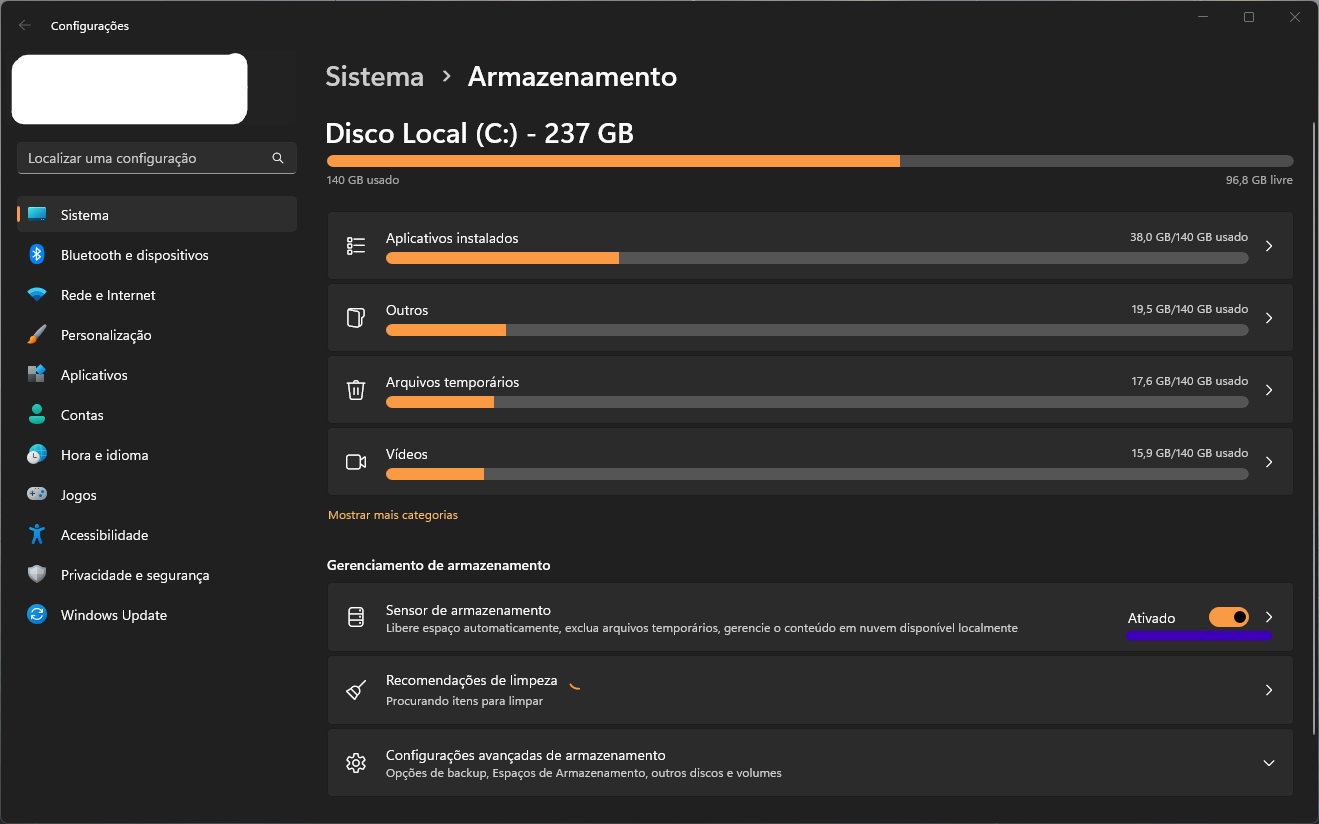 Configurações
Localizar uma configuração
Sistema
Bluetooth e dispositivos
Rede e Internet
Personalização
Aplicativos
Contas
Hora e idioma
Jogos
Acessibilidade
Privacidade e segurança
Windows Update
Sistema > Armazenamento
Disco Local (C:) - 237 GB
140 GB usado 96,8 GB livre
Aplicativos instalados 38,0 GB/140 GB usado
Outros 19,5 GB/140 GB usado
Arquivos temporários 17,6 GB/140 GB usado
Vídeos 15,9 GB/140 GB usado
Mostrar mais categorias
Gerenciamento de armazenamento
Sensor de armazenamento
Libere espaço automaticamente, exclua arquivos temporários, gerencie o conteúdo em nuvem disponível localmente
Ativado
Recomendações de limpeza
Procurando itens para limpar
Configurações avançadas de armazenamento
Opções de backup, Espaços de Armazenamento, outros discos e volumes